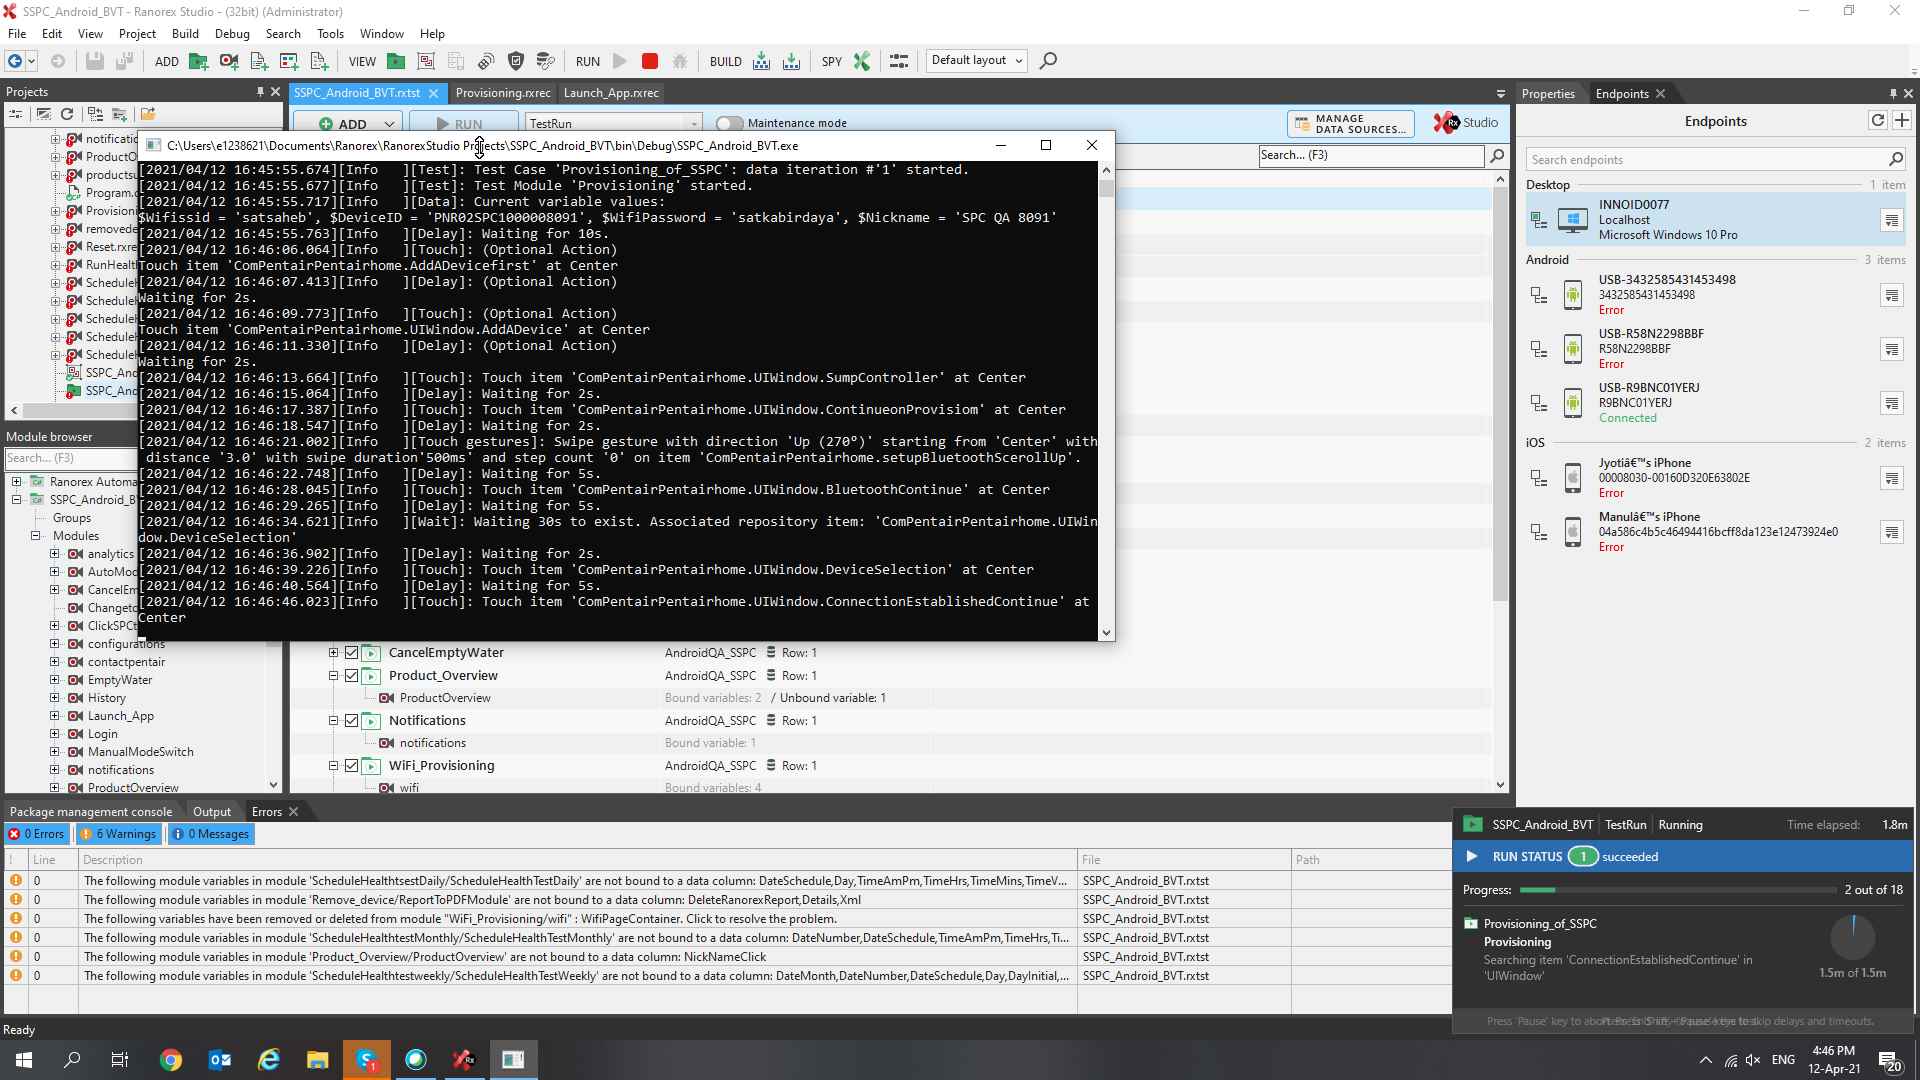 SSPC_Android_BVT - Ranorex Studio - (32bit) (Administrator)
File Edit View Project Build Debug Search Tools Window Help
ADD VIEW RUN BUILD SPY Default layout
Projects
SSPC_Android_BVT.rxtst Provisioning.rxrec Launch_App.rxrec
ADD RUN TestRun Maintenance mode MANAGE DATA SOURCES... Studio
Search... (F3)
notificatio
ProductO
productsu
Program.c
Provisioni
removede
Reset.rxre
RunHealt
ScheduleH
ScheduleH
ScheduleH
ScheduleH
ScheduleH
SSPC_And
SSPC_And
C:\Users\e1238621\Documents\Ranorex\RanorexStudio Projects\SSPC_Android_BVT\bin\Debug\SSPC_Android_BVT.exe
[2021/04/12 16:45:55.674][Info   ][Test]: Test Case 'Provisioning_of_SSPC': data iteration #'1' started.
[2021/04/12 16:45:55.677][Info   ][Test]: Test Module 'Provisioning' started.
[2021/04/12 16:45:55.717][Info   ][Data]: Current variable values:
$Wifissid = 'satsaheb', $DeviceID = 'PNR02SPC1000008091', $WifiPassword = 'satkabirdaya', $Nickname = 'SPC QA 8091'
[2021/04/12 16:45:55.763][Info   ][Delay]: Waiting for 10s.
[2021/04/12 16:46:06.064][Info   ][Touch]: (Optional Action)
Touch item 'ComPentairPentairhome.AddADevicefirst' at Center
[2021/04/12 16:46:07.413][Info   ][Delay]: (Optional Action)
Waiting for 2s.
[2021/04/12 16:46:09.773][Info   ][Touch]: (Optional Action)
Touch item 'ComPentairPentairhome.UIWindow.AddADevice' at Center
[2021/04/12 16:46:11.330][Info   ][Delay]: (Optional Action)
Waiting for 2s.
[2021/04/12 16:46:13.664][Info   ][Touch]: Touch item 'ComPentairPentairhome.UIWindow.SumpController' at Center
[2021/04/12 16:46:15.064][Info   ][Delay]: Waiting for 2s.
[2021/04/12 16:46:17.387][Info   ][Touch]: Touch item 'ComPentairPentairhome.UIWindow.ContinueonProvisiom' at Center
[2021/04/12 16:46:18.547][Info   ][Delay]: Waiting for 2s.
[2021/04/12 16:46:21.002][Info   ][Touch gestures]: Swipe gesture with direction 'Up (270º)' starting from 'Center' with
distance '3.0' with swipe duration'500ms' and step count '0' on item 'ComPentairPentairhome.setupBluetoothScerollUp'.
[2021/04/12 16:46:22.748][Info   ][Delay]: Waiting for 5s.
[2021/04/12 16:46:28.045][Info   ][Touch]: Touch item 'ComPentairPentairhome.UIWindow.BluetoothContinue' at Center
[2021/04/12 16:46:29.265][Info   ][Delay]: Waiting for 5s.
[2021/04/12 16:46:34.621][Info   ][Wait]: Waiting 30s to exist. Associated repository item: 'ComPentairPentairhome.UIWin
dow.DeviceSelection'
[2021/04/12 16:46:36.902][Info   ][Delay]: Waiting for 2s.
[2021/04/12 16:46:39.226][Info   ][Touch]: Touch item 'ComPentairPentairhome.UIWindow.DeviceSelection' at Center
[2021/04/12 16:46:40.564][Info   ][Delay]: Waiting for 5s.
[2021/04/12 16:46:46.023][Info   ][Touch]: Touch item 'ComPentairPentairhome.UIWindow.ConnectionEstablishedContinue' at
Center
Module browser
Search... (F3)
Ranorex Automa
SSPC_Android_B
Groups
Modules
analytics
AutoMod
CancelEm
Changeto
ClickSPCt
configurations
contactpentair
EmptyWater
History
Launch_App
Login
ManualModeSwitch
notifications
ProductOverview
CancelEmptyWater AndroidQA_SSPC Row: 1
Product_Overview AndroidQA_SSPC Row: 1
ProductOverview Bound variables: 2 / Unbound variable: 1
Notifications AndroidQA_SSPC Row: 1
notifications Bound variable: 1
WiFi_Provisioning AndroidQA_SSPC Row: 1
wifi Bound variables: 4
Properties Endpoints
Endpoints
Search endpoints
Desktop 1 item
INNOID0077
Localhost
Microsoft Windows 10 Pro
Android 3 items
USB-3432585431453498
3432585431453498
Error
USB-R58N2298BBF
R58N2298BBF
Error
USB-R9BNC01YERJ
R9BNC01YERJ
Connected
iOS 2 items
Jyotiâ€™s iPhone
00008030-00160D320E63802E
Error
Manulâ€™s iPhone
04a586c4b5c46494416bcff8da123e12473924e0
Error
Package management console Output Errors
0 Errors 6 Warnings 0 Messages
! Line Description File Path
0 The following module variables in module 'ScheduleHealthtsestDaily/ScheduleHealthTestDaily' are not bound to a data column: DateSchedule,Day,TimeAmPm,TimeHrs,TimeMins,TimeV... SSPC_Android_BVT.rxtst
0 The following module variables in module 'Remove_device/ReportToPDFModule' are not bound to a data column: DeleteRanorexReport,Details,Xml SSPC_Android_BVT.rxtst
0 The following variables have been removed or deleted from module "WiFi_Provisioning/wifi" : WifiPageContainer. Click to resolve the problem. SSPC_Android_BVT.rxtst
0 The following module variables in module 'ScheduleHealthtestMonthly/ScheduleHealthTestMonthly' are not bound to a data column: DateNumber,DateSchedule,TimeAmPm,TimeHrs,Ti... SSPC_Android_BVT.rxtst
0 The following module variables in module 'Product_Overview/ProductOverview' are not bound to a data column: NickNameClick SSPC_Android_BVT.rxtst
0 The following module variables in module 'ScheduleHealthtestweekly/ScheduleHealthTestWeekly' are not bound to a data column: DateMonth,DateNumber,DateSchedule,Day,DayInitial,... SSPC_Android_BVT.rxtst
SSPC_Android_BVT TestRun Running Time elapsed: 1.8m
RUN STATUS 1 succeeded
Progress: 2 out of 18
Provisioning_of_SSPC
Provisioning
Searching item 'ConnectionEstablishedContinue' in
'UIWindow'
1.5m of 1.5m
Press 'Pause' key to abort skip delays and timeouts.
Ready
1
ENG
4:46 PM
12-Apr-21
20